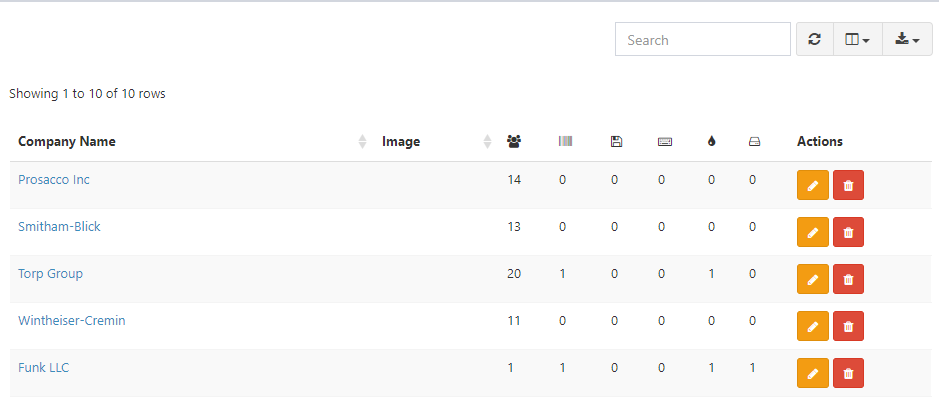 Search
Showing 1 to 10 of 10 rows
Company Name Image Actions
Prosacco Inc 14 0 0 0 0 0
Smitham-Blick 13 0 0 0 0 0
Torp Group 20 1 0 0 1 0
Wintheiser-Cremin 11 0 0 0 0 0
Funk LLC 1 1 0 0 1 1